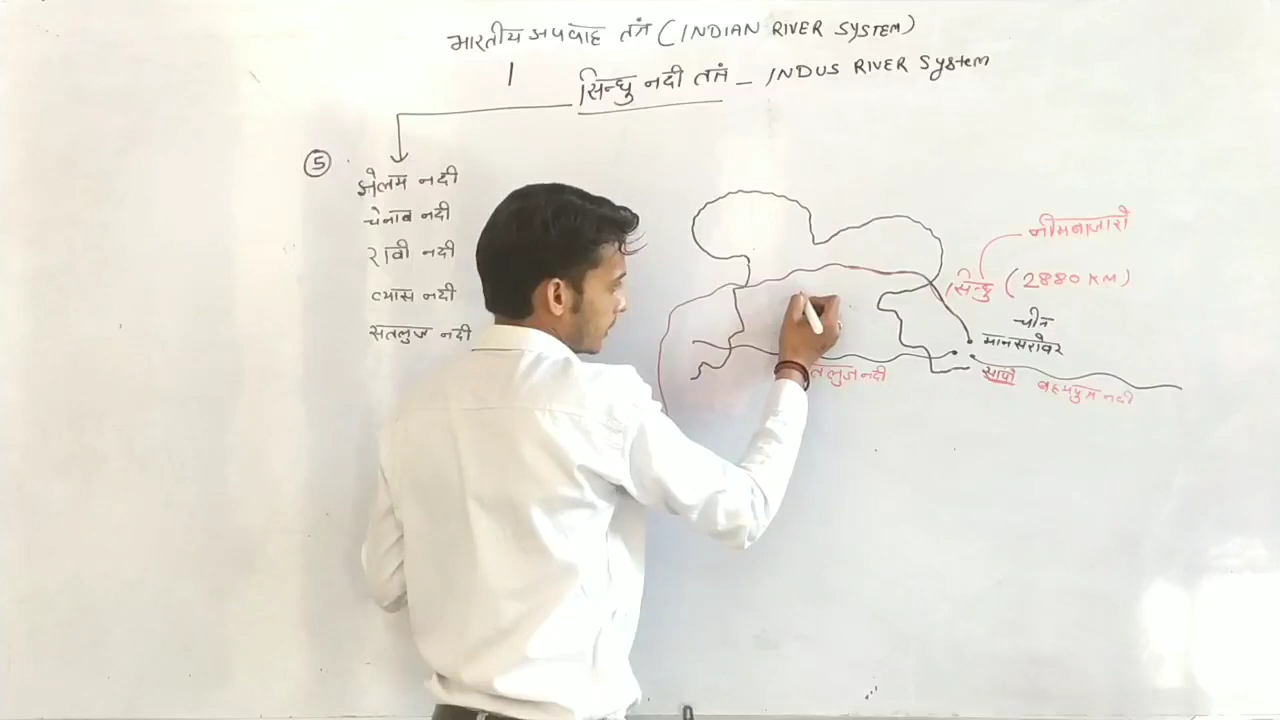 भारतीय अपवाह तंत्र (INDIAN RIVER SYSTEM)
सिन्धु नदी तंत्र - INDUS RIVER System
5
झेलम नदी
चेनाब नदी
रावी नदी
व्यास नदी
सतलुज नदी
सिन्धु (2880 KM)
चीन
मानसरोवर
तलुज नदी
ब्रह्मपुत्र नदी